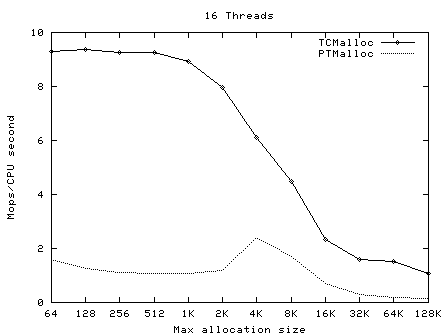 16 Threads
TCMalloc
PTMalloc
10
8
6
4
2
0
Mops/CPU second
64 128 256 512 1K 2K 4K 8K 16K 32K 64K 128K
Max allocation size